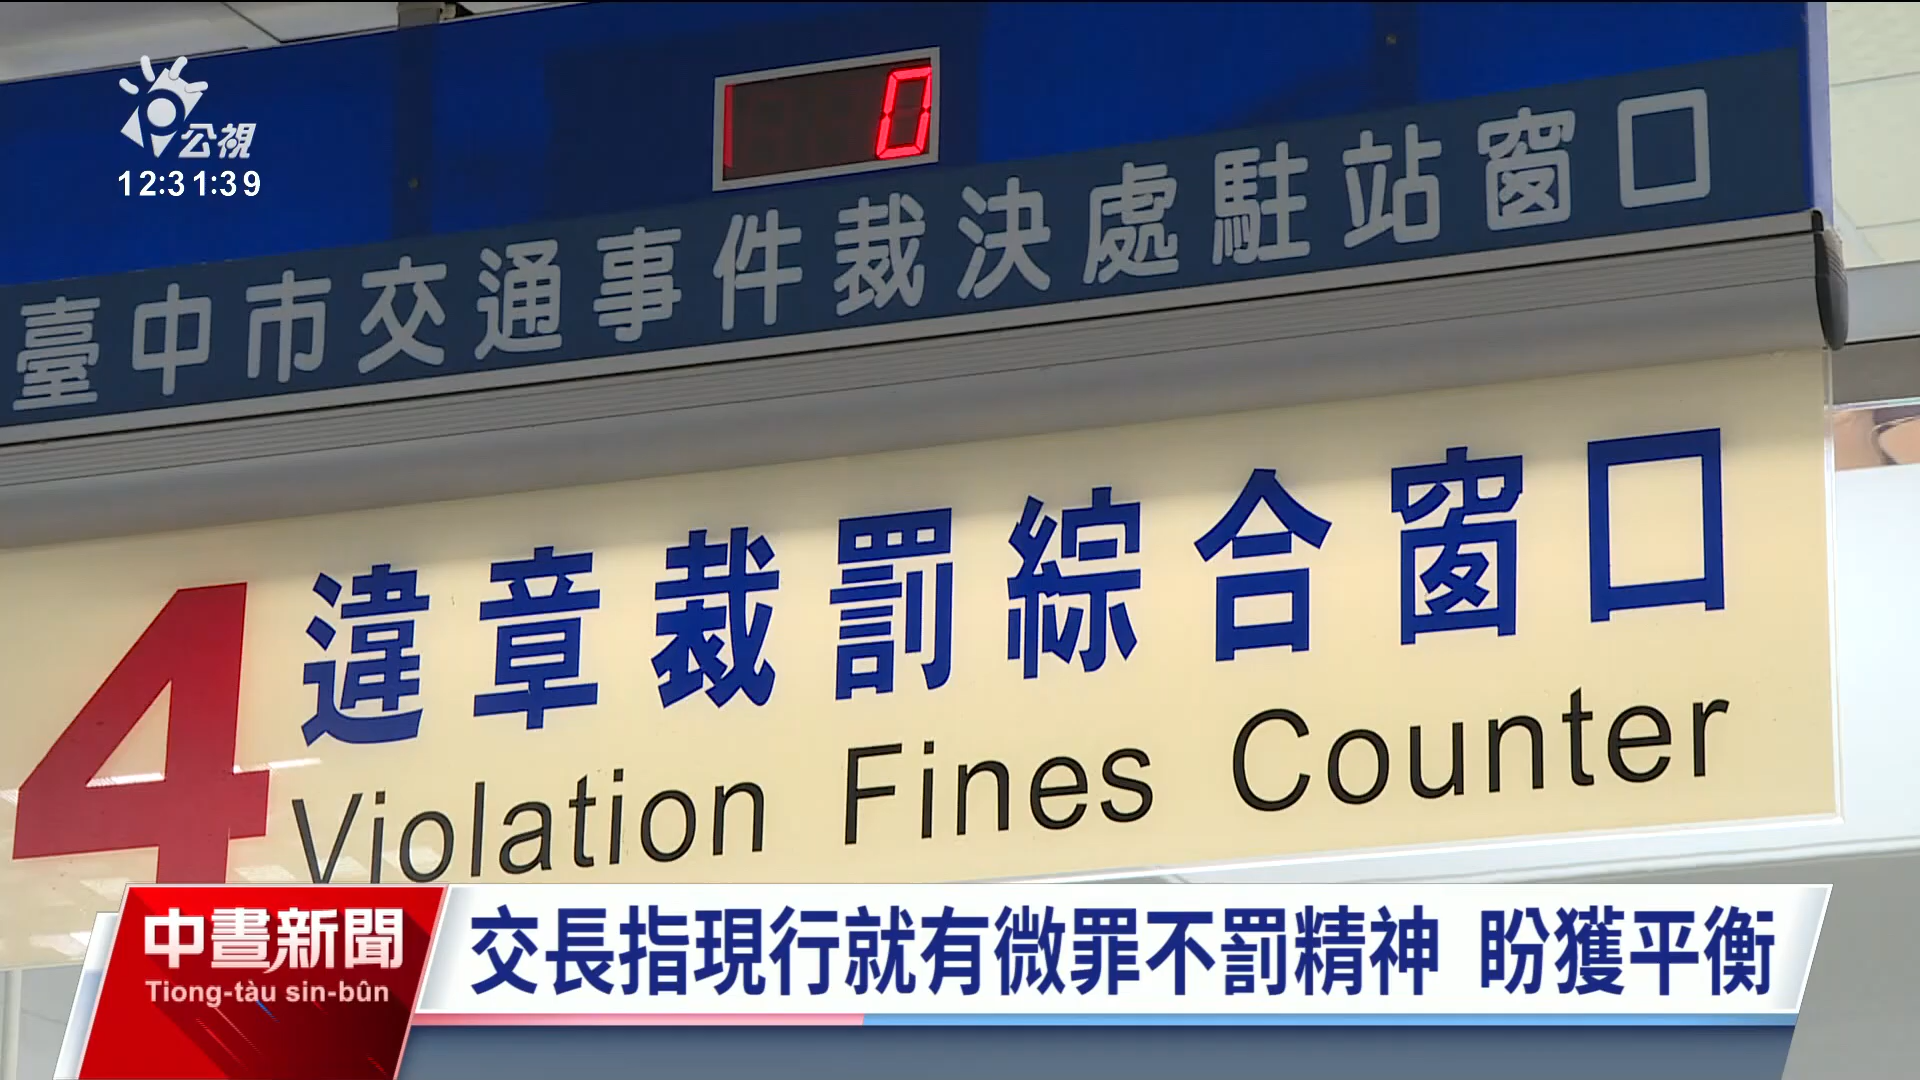 0
公視
12:31:39
臺中市交通事件裁決處駐站窗口
4 違章裁罰綜合窗口
Violation Fines Counter
中晝新聞
Tiong-tàu sin-bûn
交長指現行就有微罪不罰精神 盼獲平衡